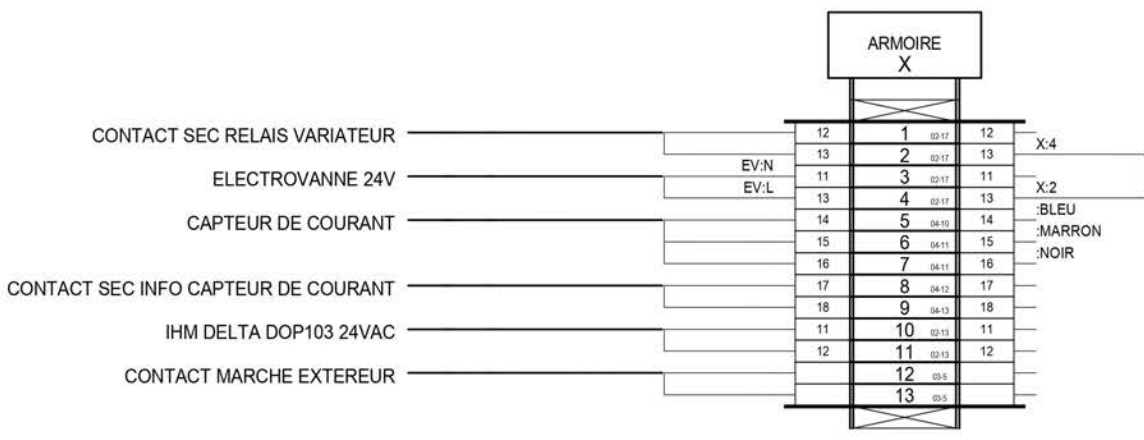 ARMOIRE
X
CONTACT SEC RELAIS VARIATEUR
12 1 02-17 12
X:4
13 2 02-17 13
EV:N
ELECTROVANNE 24V
11 3 02-17 11
EV:L
X:2
13 4 02-17 13
CAPTEUR DE COURANT
:BLEU
14 5 04-10 14
:MARRON
15 6 04-11 15
:NOIR
16 7 04-11 16
CONTACT SEC INFO CAPTEUR DE COURANT
17 8 04-12 17
18 9 04-13 18
IHM DELTA DOP103 24VAC
11 10 02-13 11
12 11 02-13 12
CONTACT MARCHE EXTEREUR
12 03-5
13 03-5